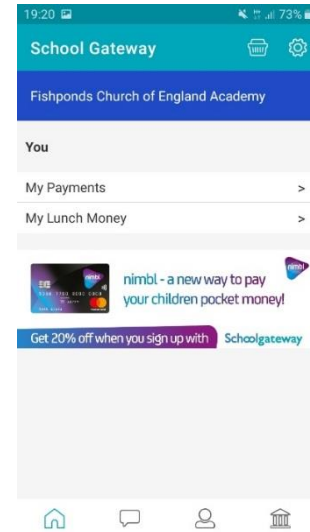 19:20 73%
School Gateway
Fishponds Church of England Academy
You
My Payments >
My Lunch Money >
nimbl - a new way to pay
your children pocket money!
nimbl
nimbl
Get 20% off when you sign up with Schoolgateway